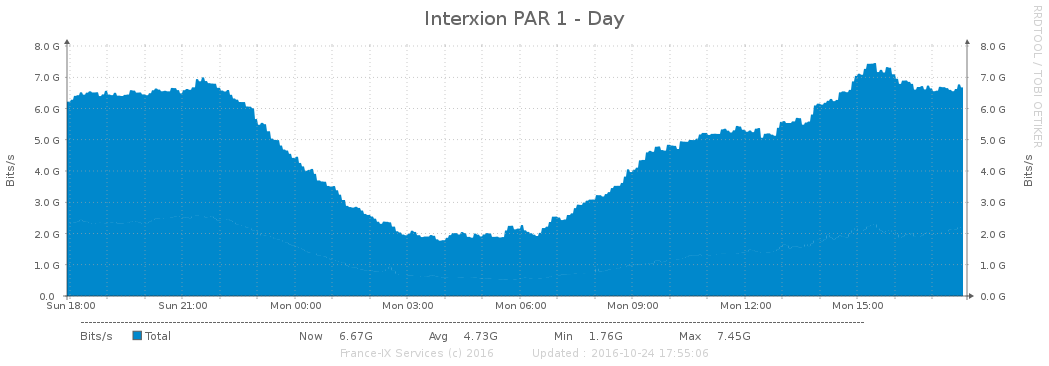 Interxion PAR 1 - Day
RRDTOOL / TOBI OETIKER
Bits/s
8.0 G 8.0 G
7.0 G 7.0 G
6.0 G 6.0 G
5.0 G 5.0 G
4.0 G 4.0 G
3.0 G 3.0 G
2.0 G 2.0 G
1.0 G 1.0 G
0.0 0.0 G
Bits/s
Sun 18:00 Sun 21:00 Mon 00:00 Mon 03:00 Mon 06:00 Mon 09:00 Mon 12:00 Mon 15:00
Bits/s Total Now 6.67G Avg 4.73G Min 1.76G Max 7.45G
France-IX Services (c) 2016 Updated : 2016-10-24 17:55:06